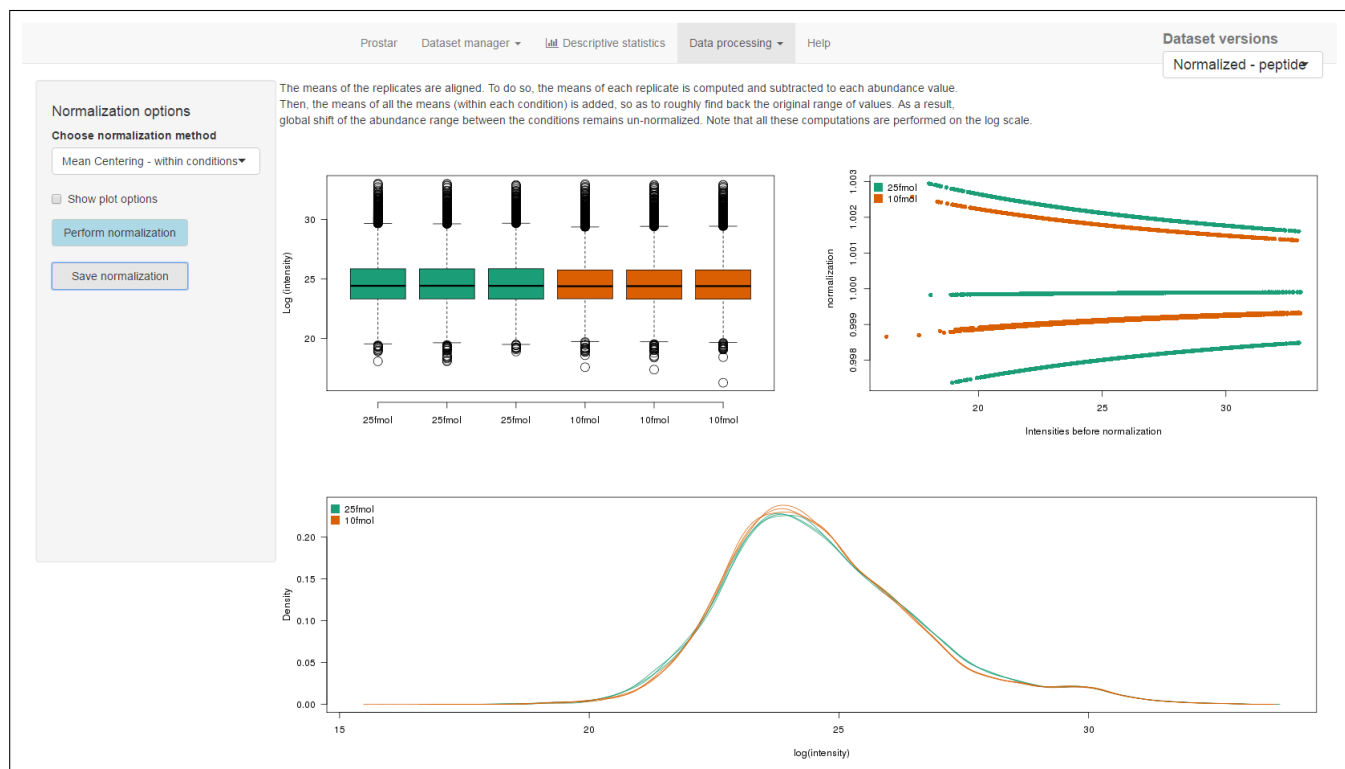 Prostar
Dataset manager
Descriptive statistics
Data processing
Help
Dataset versions
Normalized - peptide
Normalization options
Choose normalization method
Mean Centering - within conditions
Show plot options
Perform normalization
Save normalization
The means of the replicates are aligned. To do so, the means of each replicate is computed and subtracted to each abundance value.
Then, the means of all the means (within each condition) is added, so as to roughly find back the original range of values. As a result,
global shift of the abundance range between the conditions remains un-normalized. Note that all these computations are performed on the log scale.
Log (intensity)
30
25
20
25fmol
25fmol
25fmol
10fmol
10fmol
10fmol
25fmol
10fmol
normalization
1.003
1.002
1.001
1.000
0.999
0.998
20
25
30
Intensities before normalization
25fmol
10fmol
Density
0.20
0.15
0.10
0.05
0.00
15
20
25
30
log(intensity)